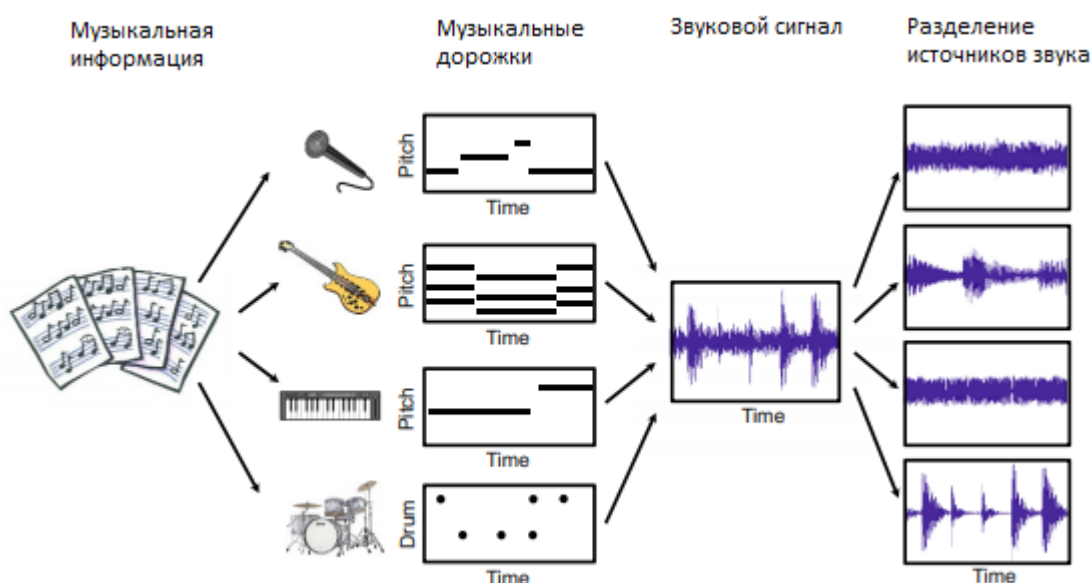 Музыкальная
информация
Музыкальные
дорожки
Звуковой сигнал
Разделение
источников звука
Pitch
Time
Pitch
Time
Pitch
Time
Drum
Time
Time
Time